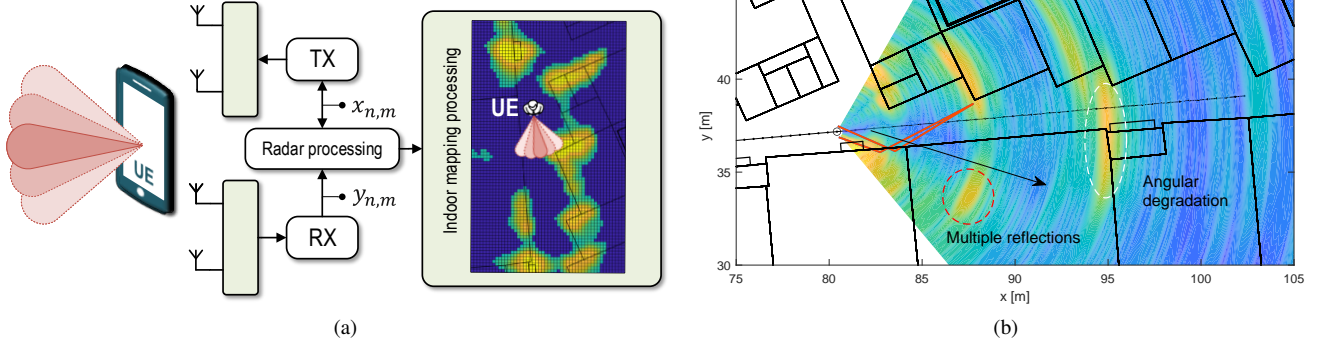 UE
TX
x_{n,m}
Radar processing
y_{n,m}
RX
Indoor mapping processing
UE
(a)
y [m]
40
35
30
75
80
85
90
95
100
105
x [m]
Multiple reflections
Angular
degradation
(b)